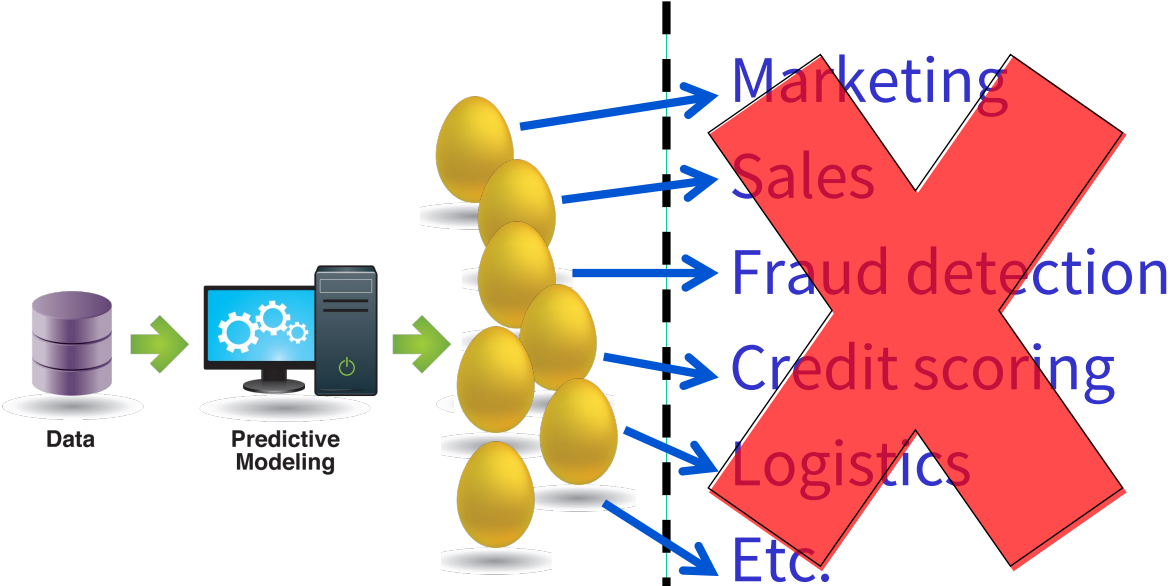 Marketing
Sales
Fraud detection
Credit scoring
Logistics
Etc.
Data
Predictive
Modeling